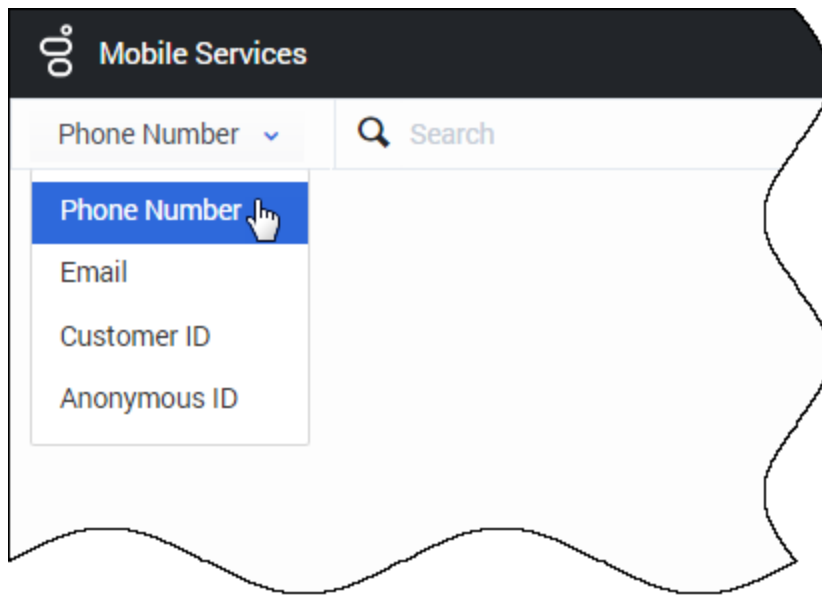 Mobile Services
Phone Number
Search
Phone Number
Email
Customer ID
Anonymous ID